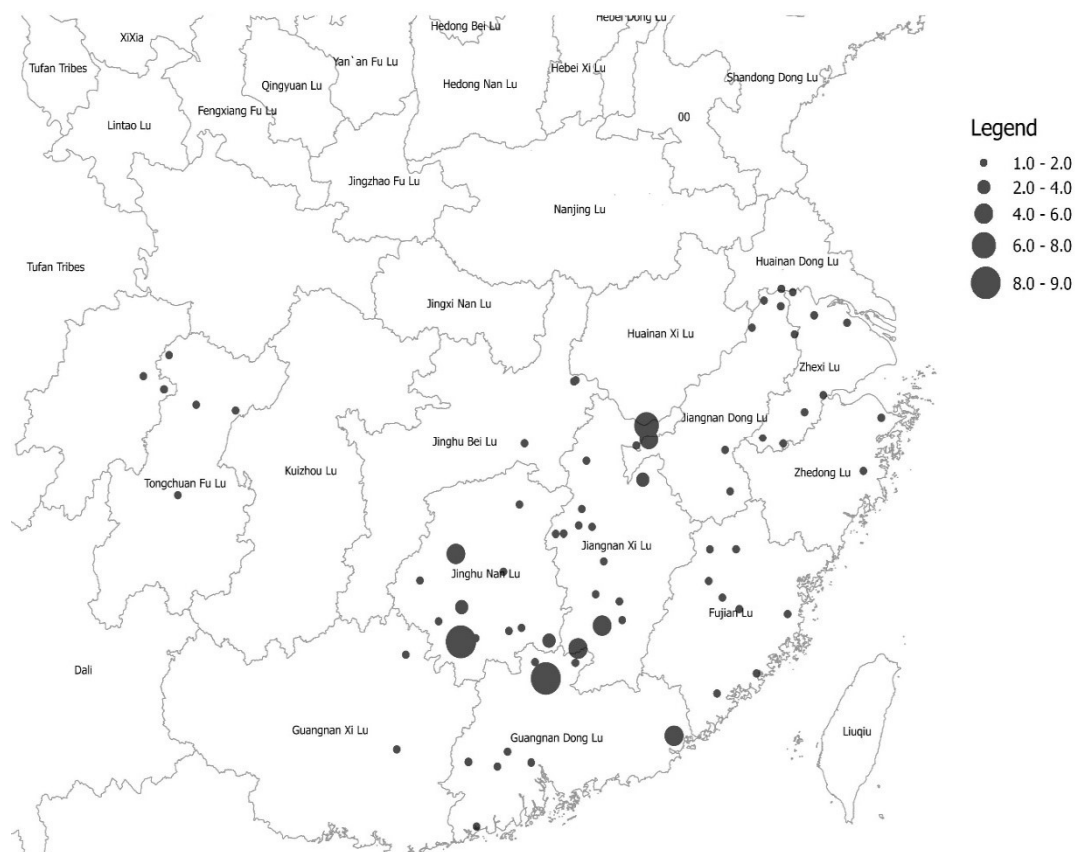 Hedong Bei Lu
Hebei Dong Lu
XiXia
Tufan Tribes
Yan`an Fu Lu
Hebei Xi Lu
Shandong Dong Lu
Qingyuan Lu
Hedong Nan Lu
Fengxiang Fu Lu
Lintao Lu
00
Jingzhao Fu Lu
Nanjing Lu
Tufan Tribes
Huainan Dong Lu
Jingxi Nan Lu
Huainan Xi Lu
Zhexi Lu
Jiangnan Dong Lu
Jinghu Bei Lu
Kuizhou Lu
Zhedong Lu
Tongchuan Fu Lu
Jiangnan Xi Lu
Jinghu Nan Lu
Fujian Lu
Dali
Guangnan Xi Lu
Guangnan Dong Lu
Liuqiu
Legend
1.0 - 2.0
2.0 - 4.0
4.0 - 6.0
6.0 - 8.0
8.0 - 9.0